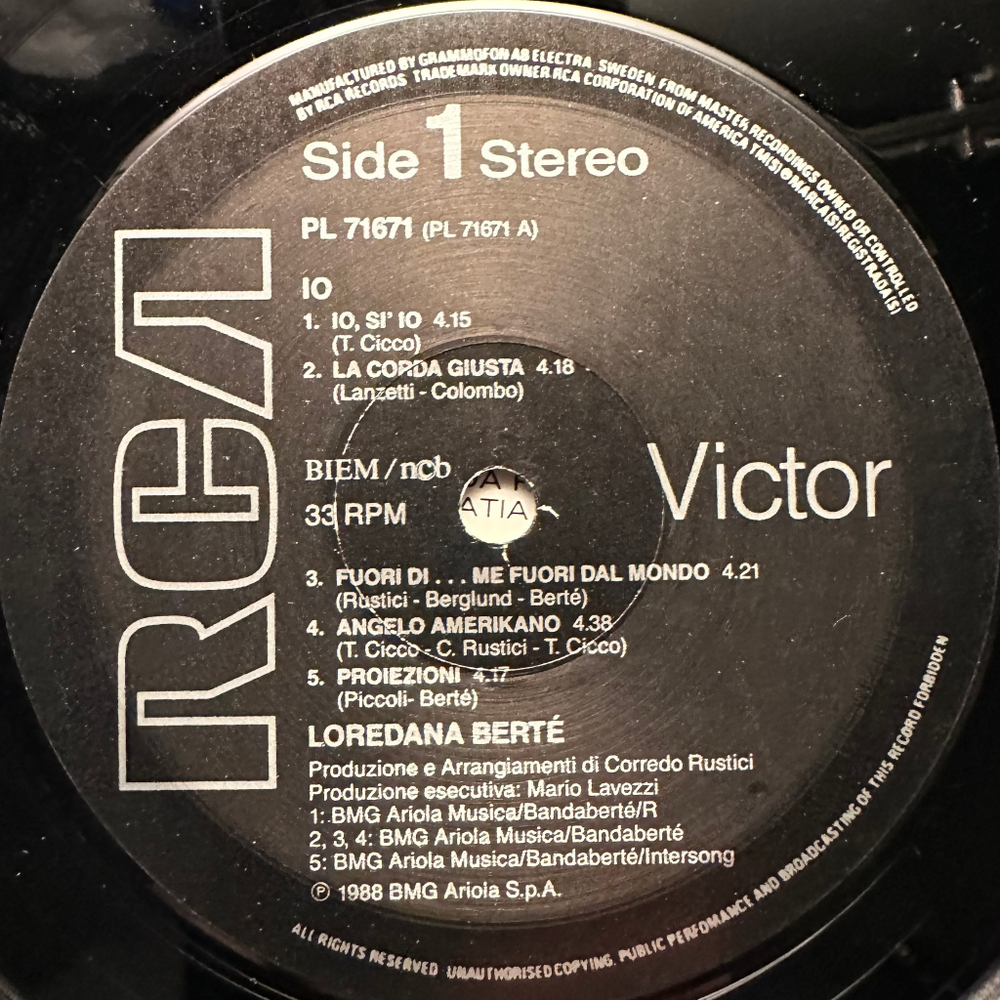 MANUFACTURED BY GRAMMOFON AB ELECTRA, SWEDEN, FROM MASTER RECORDINGS OWNED OR CONTROLLED
BY RCA RECORDS TRADEMARK OWNER RCA CORPORATION OF AMERICA TM(S)®MARCA(S)REGISTRADA(S)
Side 1 Stereo
PL 71671 (PL 71671 A)
IO
1. IO, SI' IO 4.15
(T. Cicco)
2. LA CORDA GIUSTA 4.18
(Lanzetti - Colombo)
BIEM/ncb
33 RPM
ATIA
RCA
Victor
3. FUORI DI . . . ME FUORI DAL MONDO 4.21
(Rustici - Berglund - Berté)
4. ANGELO AMERIKANO 4.38
(T. Cicco - C. Rustici - T. Cicco)
5. PROIEZIONI 4.17
(Piccoli- Berté)
LOREDANA BERTÉ
Produzione e Arrangiamenti di Corredo Rustici
Produzione esecutiva: Mario Lavezzi
1: BMG Ariola Musica/Bandaberté/R
2, 3, 4: BMG Ariola Musica/Bandaberté
5: BMG Ariola Musica/Bandaberté/Intersong
℗ 1988 BMG Ariola S.p.A.
ALL RIGHTS RESERVED UNAUTHORISED COPYING, PUBLIC PERFOMANCE AND BROADCASTING OF THIS RECORD FORBIDDEN